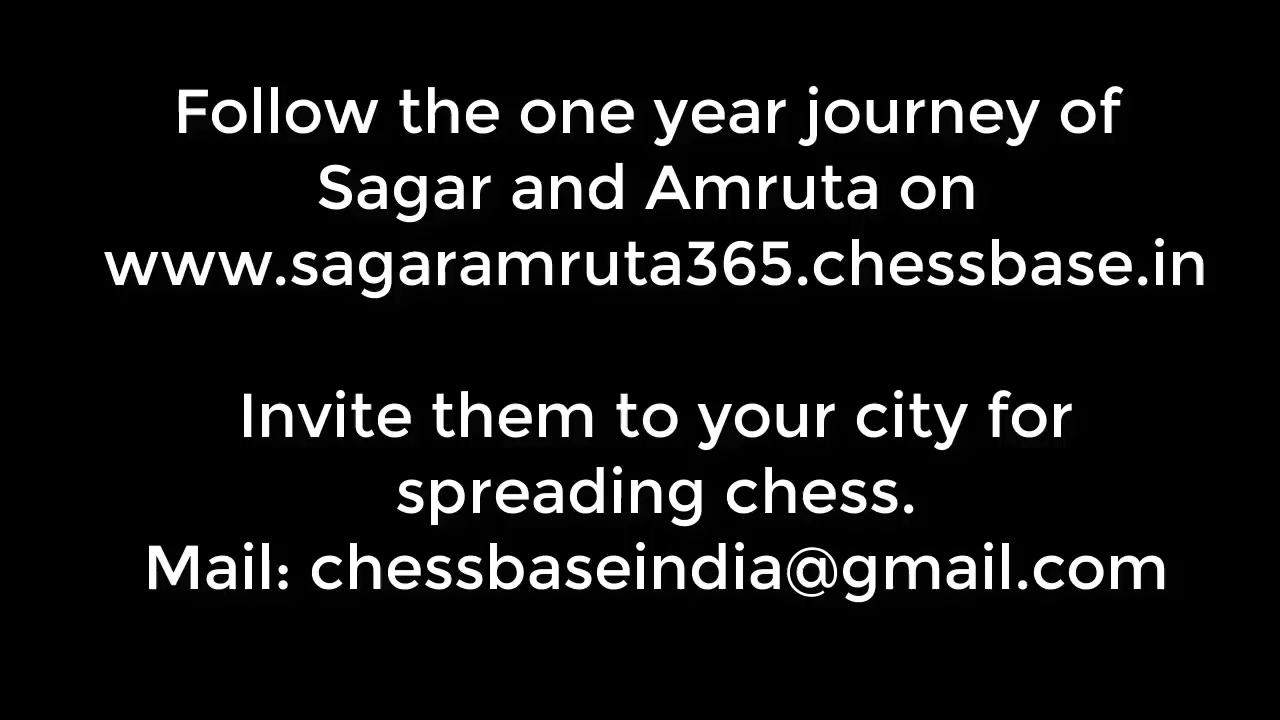 Follow the one year journey of
Sagar and Amruta on
www.sagaramruta365.chessbase.in
Invite them to your city for
spreading chess.
Mail: chessbaseindia@gmail.com